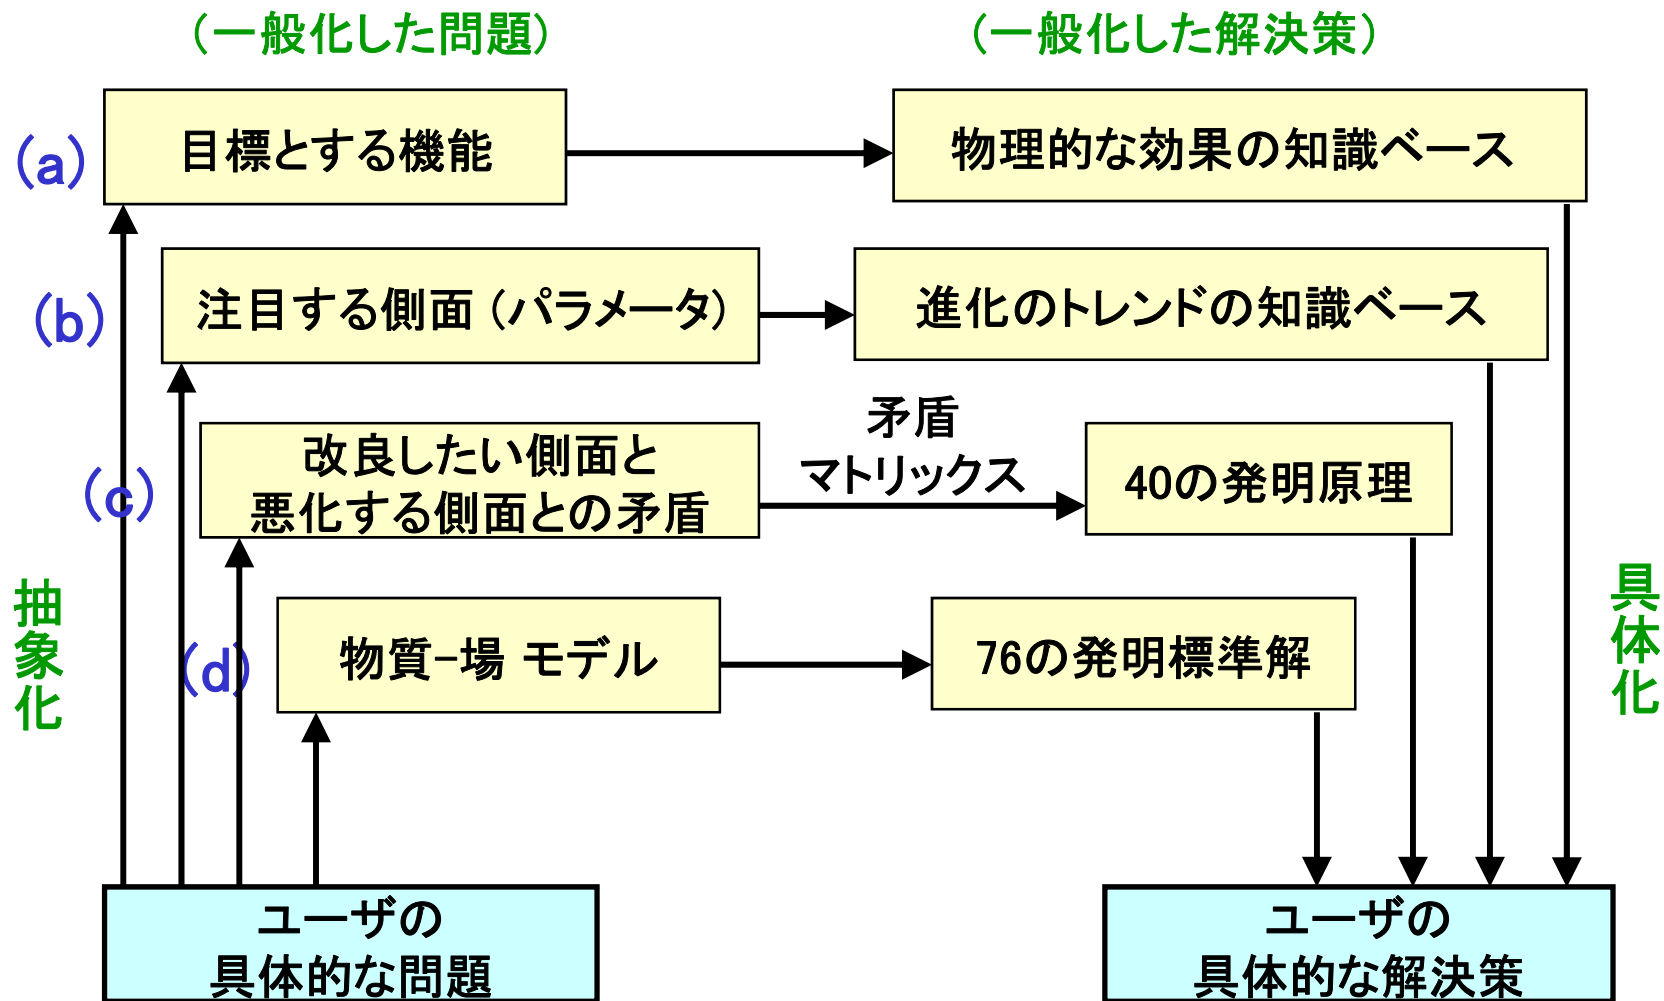 （一般化した問題）
（一般化した解決策）
(a)
目標とする機能
物理的な効果の知識ベース
(b)
注目する側面（パラメータ）
進化のトレンドの知識ベース
(c)
改良したい側面と
悪化する側面との矛盾
矛盾
マトリックス
40の発明原理
抽象化
具体化
(d)
物質-場 モデル
76の発明標準解
ユーザの
具体的な問題
ユーザの
具体的な解決策